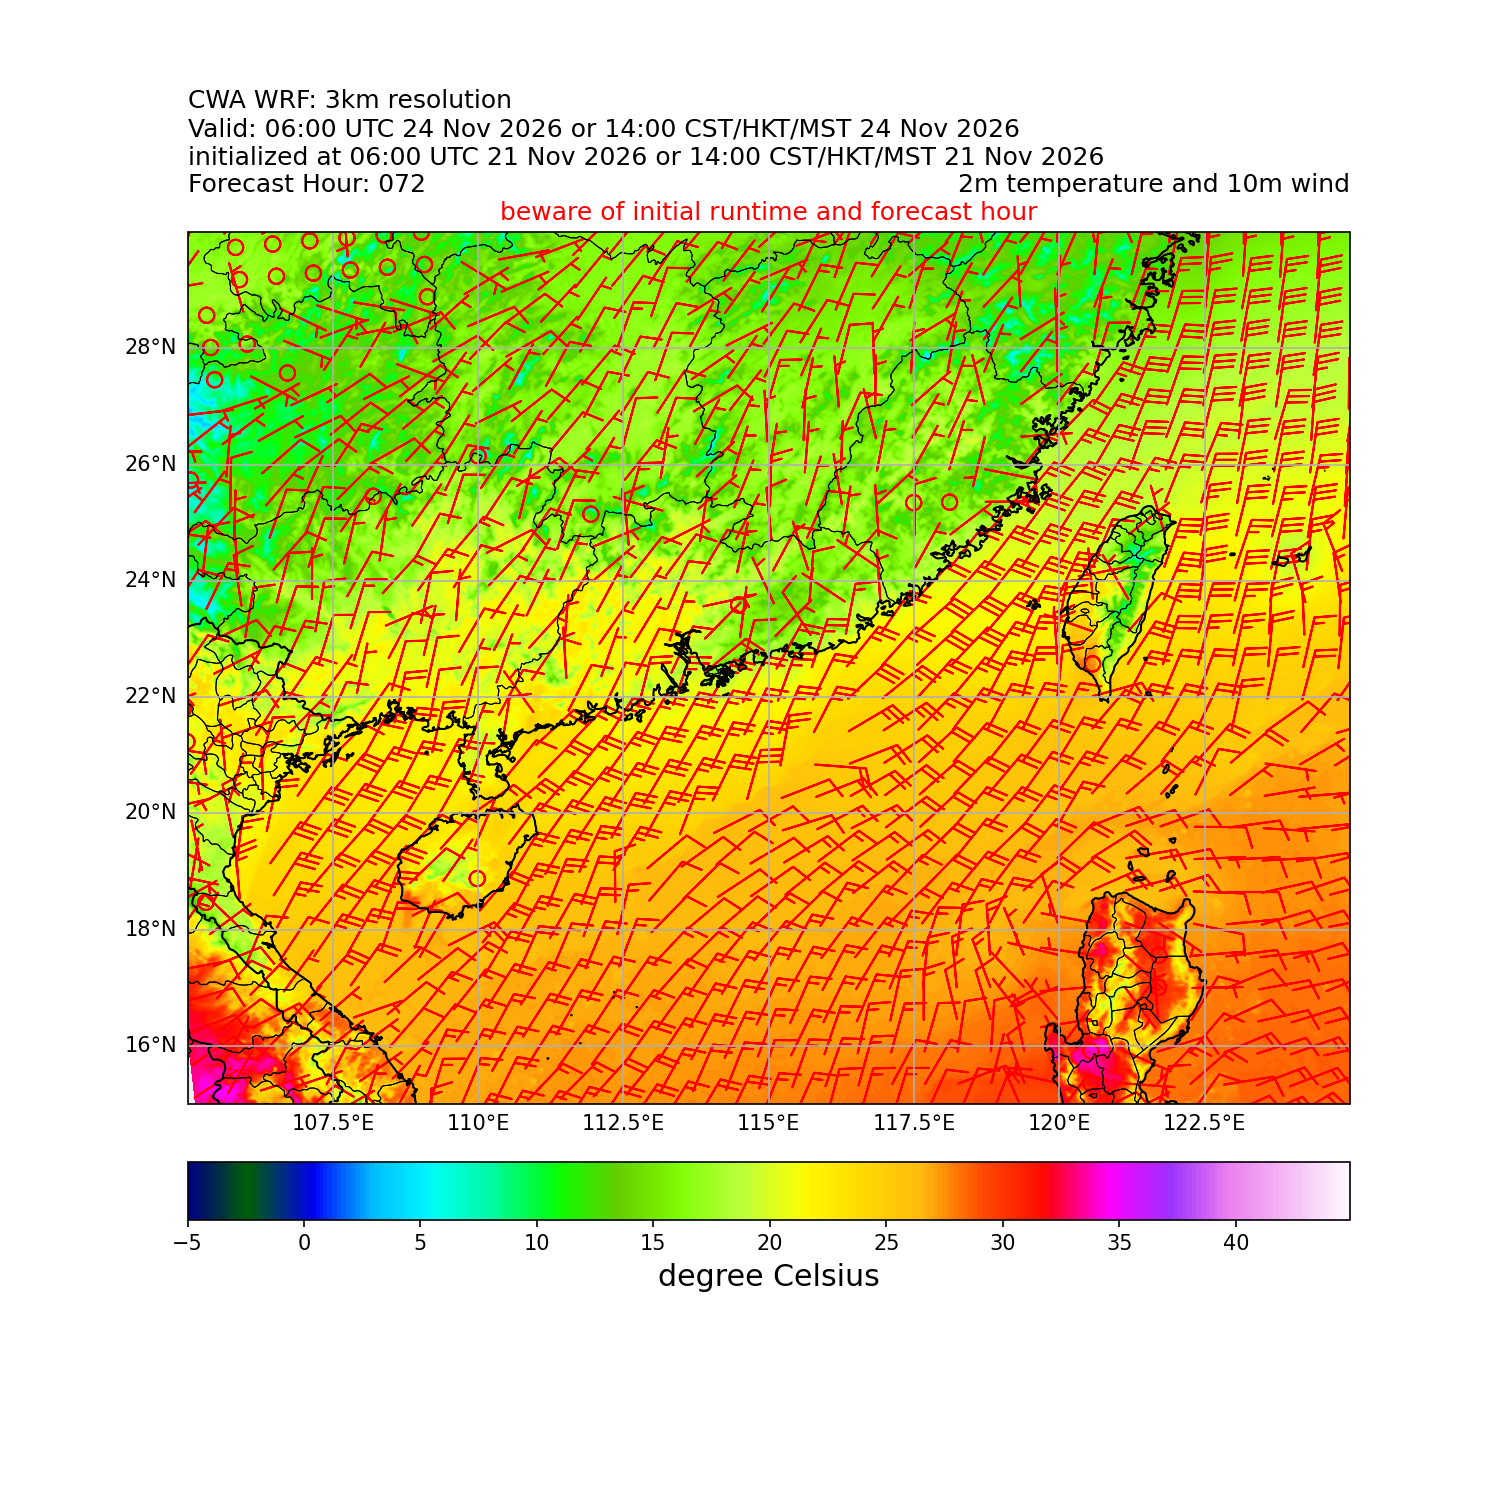 CWA WRF: 3km resolution
Valid: 06:00 UTC 24 Nov 2026 or 14:00 CST/HKT/MST 24 Nov 2026
initialized at 06:00 UTC 21 Nov 2026 or 14:00 CST/HKT/MST 21 Nov 2026
Forecast Hour: 072 2m temperature and 10m wind
beware of initial runtime and forecast hour
28°N
26°N
24°N
22°N
20°N
18°N
16°N
107.5°E 110°E 112.5°E 115°E 117.5°E 120°E 122.5°E
−5 0 5 10 15 20 25 30 35 40
degree Celsius